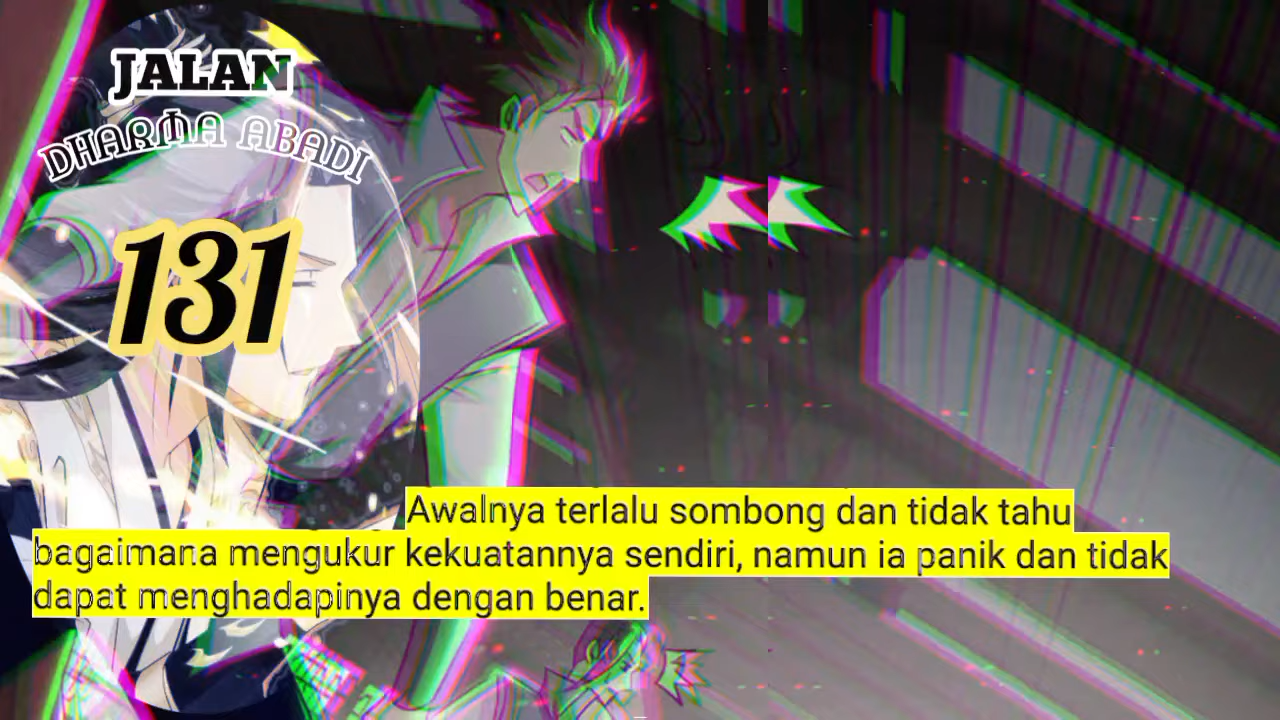 JALAN
DHARMA ABADI
131
Awalnya terlalu sombong dan tidak tahu
bagaimana mengukur kekuatannya sendiri, namun ia panik dan tidak
dapat menghadapinya dengan benar.